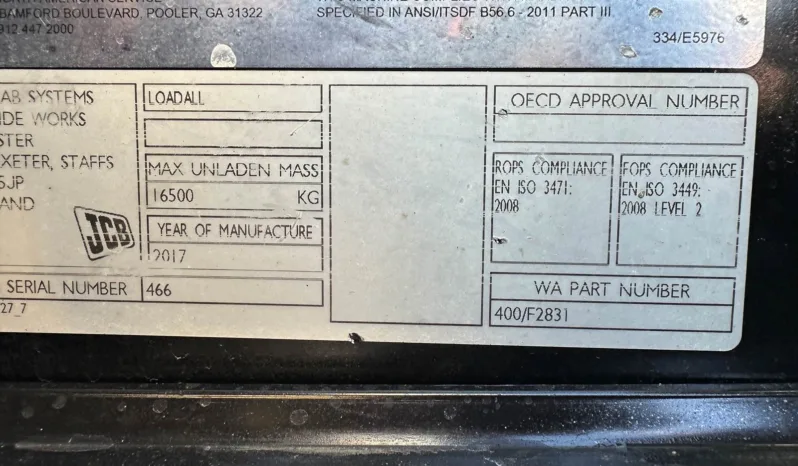 BAMFORD BOULEVARD, POOLER, GA 31322
912 447 2000
SPECIFIED IN ANSI/ITSDF B56.6 - 2011 PART III
334/E5976
AB SYSTEMS
IDE WORKS
STER
XETER, STAFFS
5JP
AND
JCB
LOADALL
MAX UNLADEN MASS
16500 KG
YEAR OF MANUFACTURE
2017
SERIAL NUMBER 466
27_7
OECD APPROVAL NUMBER
ROPS COMPLIANCE
EN ISO 3471:
2008
FOPS COMPLIANCE
EN ISO 3449:
2008 LEVEL 2
WA PART NUMBER
400/F2831